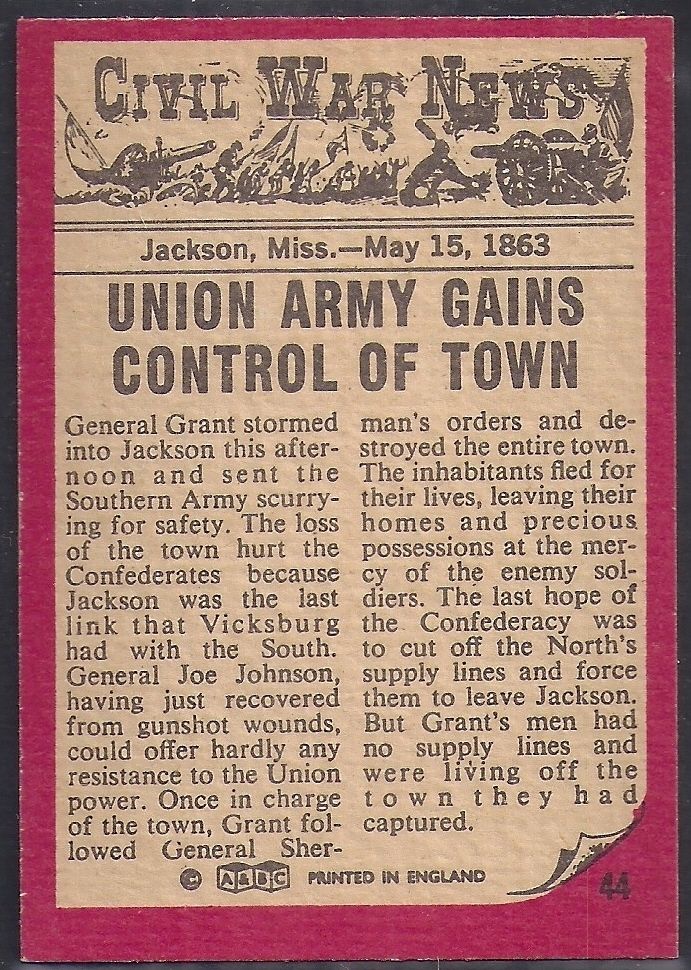 CIVIL WAR NEWS
Jackson, Miss.—May 15, 1863
UNION ARMY GAINS
CONTROL OF TOWN
General Grant stormed
into Jackson this after-
noon and sent the
Southern Army scurry-
ing for safety. The loss
of the town hurt the
Confederates because
Jackson was the last
link that Vicksburg
had with the South.
General Joe Johnson,
having just recovered
from gunshot wounds,
could offer hardly any
resistance to the Union
power. Once in charge
of the town, Grant fol-
lowed General Sher-
man's orders and de-
stroyed the entire town.
The inhabitants fled for
their lives, leaving their
homes and precious
possessions at the mer-
cy of the enemy sol-
diers. The last hope of
the Confederacy was
to cut off the North's
supply lines and force
them to leave Jackson.
But Grant's men had
no supply lines and
were living off the
town they had
captured.
© A&BC PRINTED IN ENGLAND
44